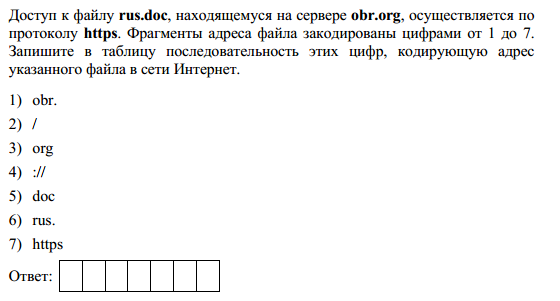 Доступ к файлу rus.doc, находящемуся на сервере obr.org, осуществляется по
протоколу https. Фрагменты адреса файла закодированы цифрами от 1 до 7.
Запишите в таблицу последовательность этих цифр, кодирующую адрес
указанного файла в сети Интернет.
1) obr.
2) /
3) org
4) ://
5) doc
6) rus.
7) https
Ответ: